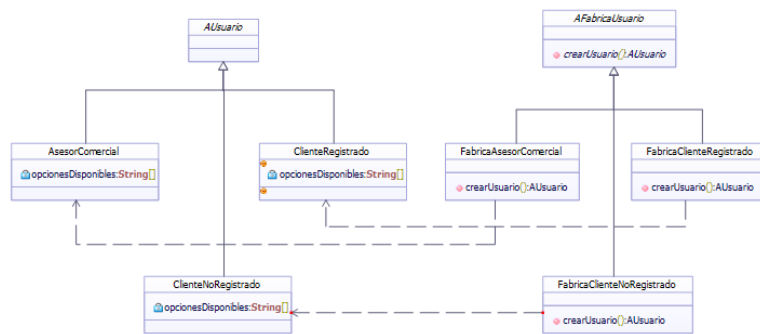 AUsuario
AFabricaUsuario
crearUsuario():AUsuario
AsesorComercial
opcionesDisponibles:String[]
ClienteRegistrado
opcionesDisponibles:String[]
FabricaAsesorComercial
crearUsuario():AUsuario
FabricaClienteRegistrado
crearUsuario():AUsuario
ClienteNoRegistrado
opcionesDisponibles:String[]
FabricaClienteNoRegistrado
crearUsuario():AUsuario